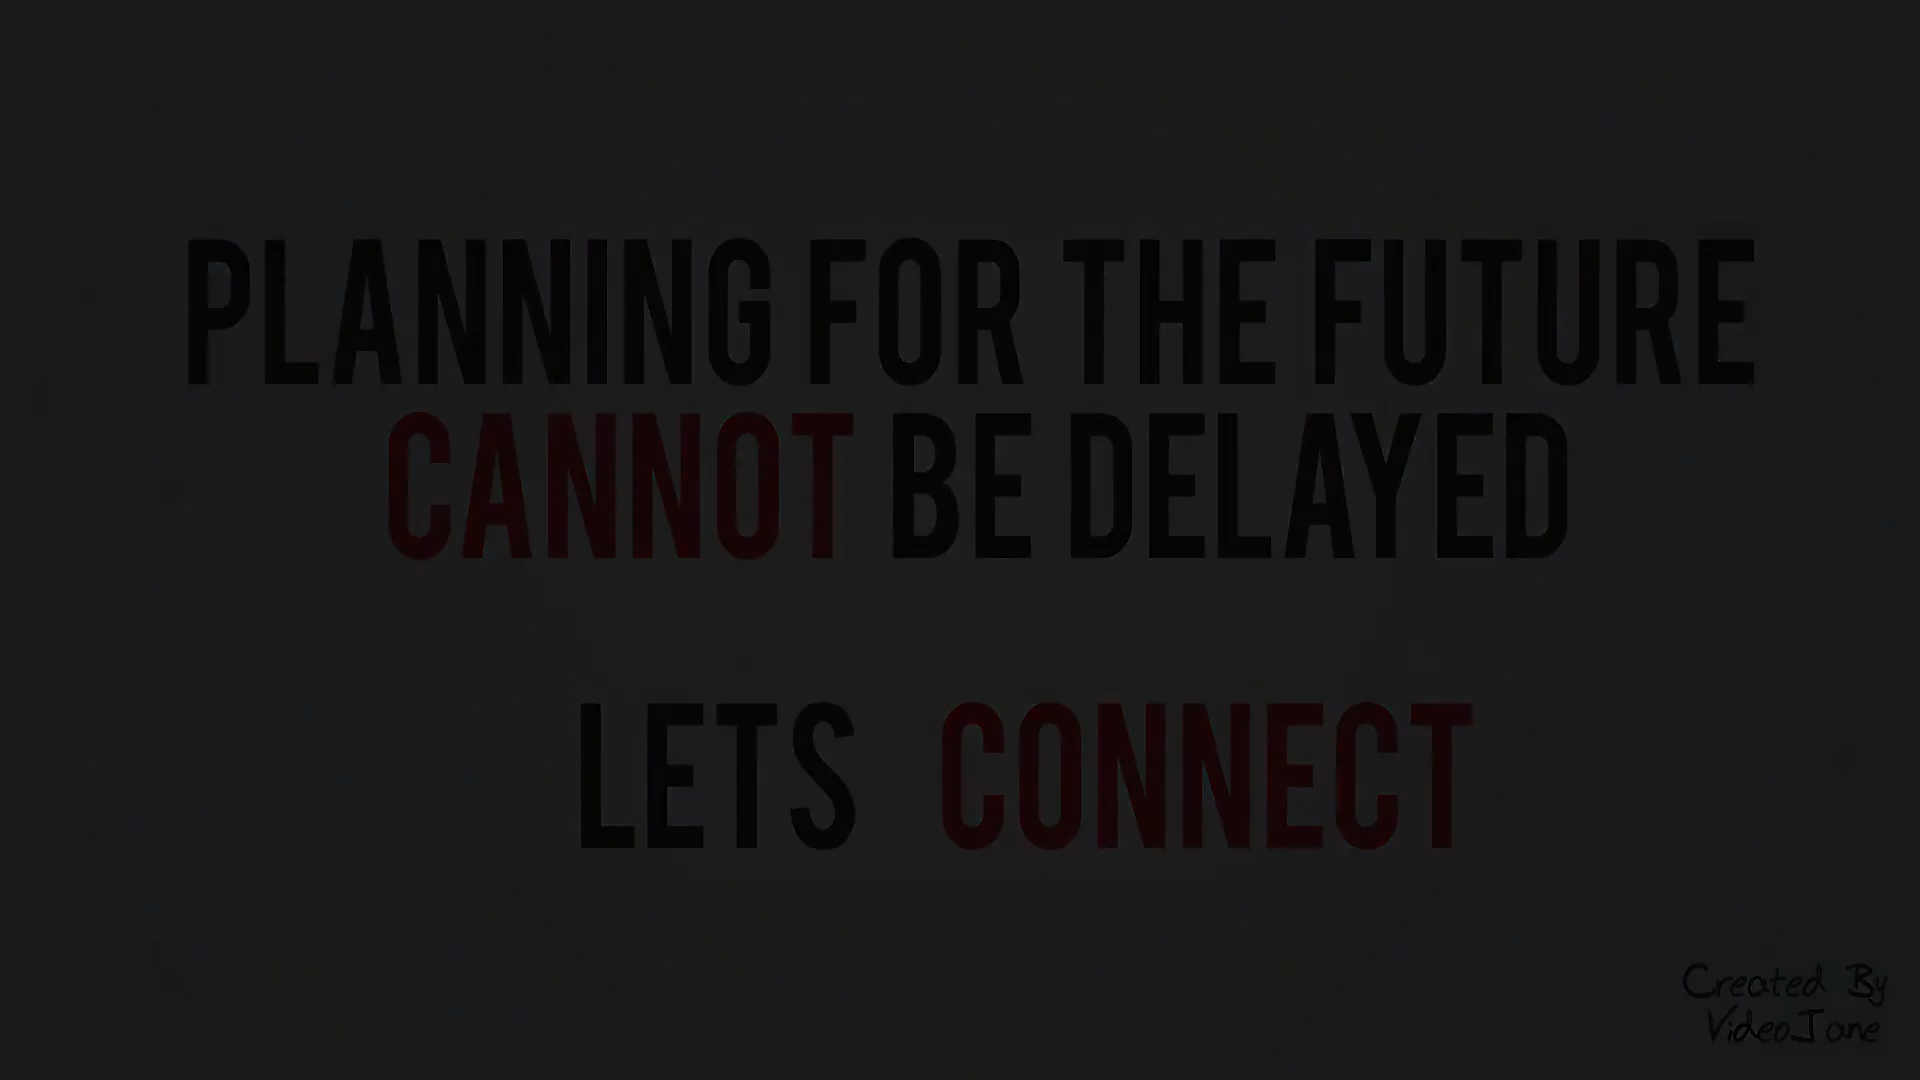 PLANNING FOR THE FUTURE
CANNOT BE DELAYED
LETS CONNECT
Created By
VideoJane